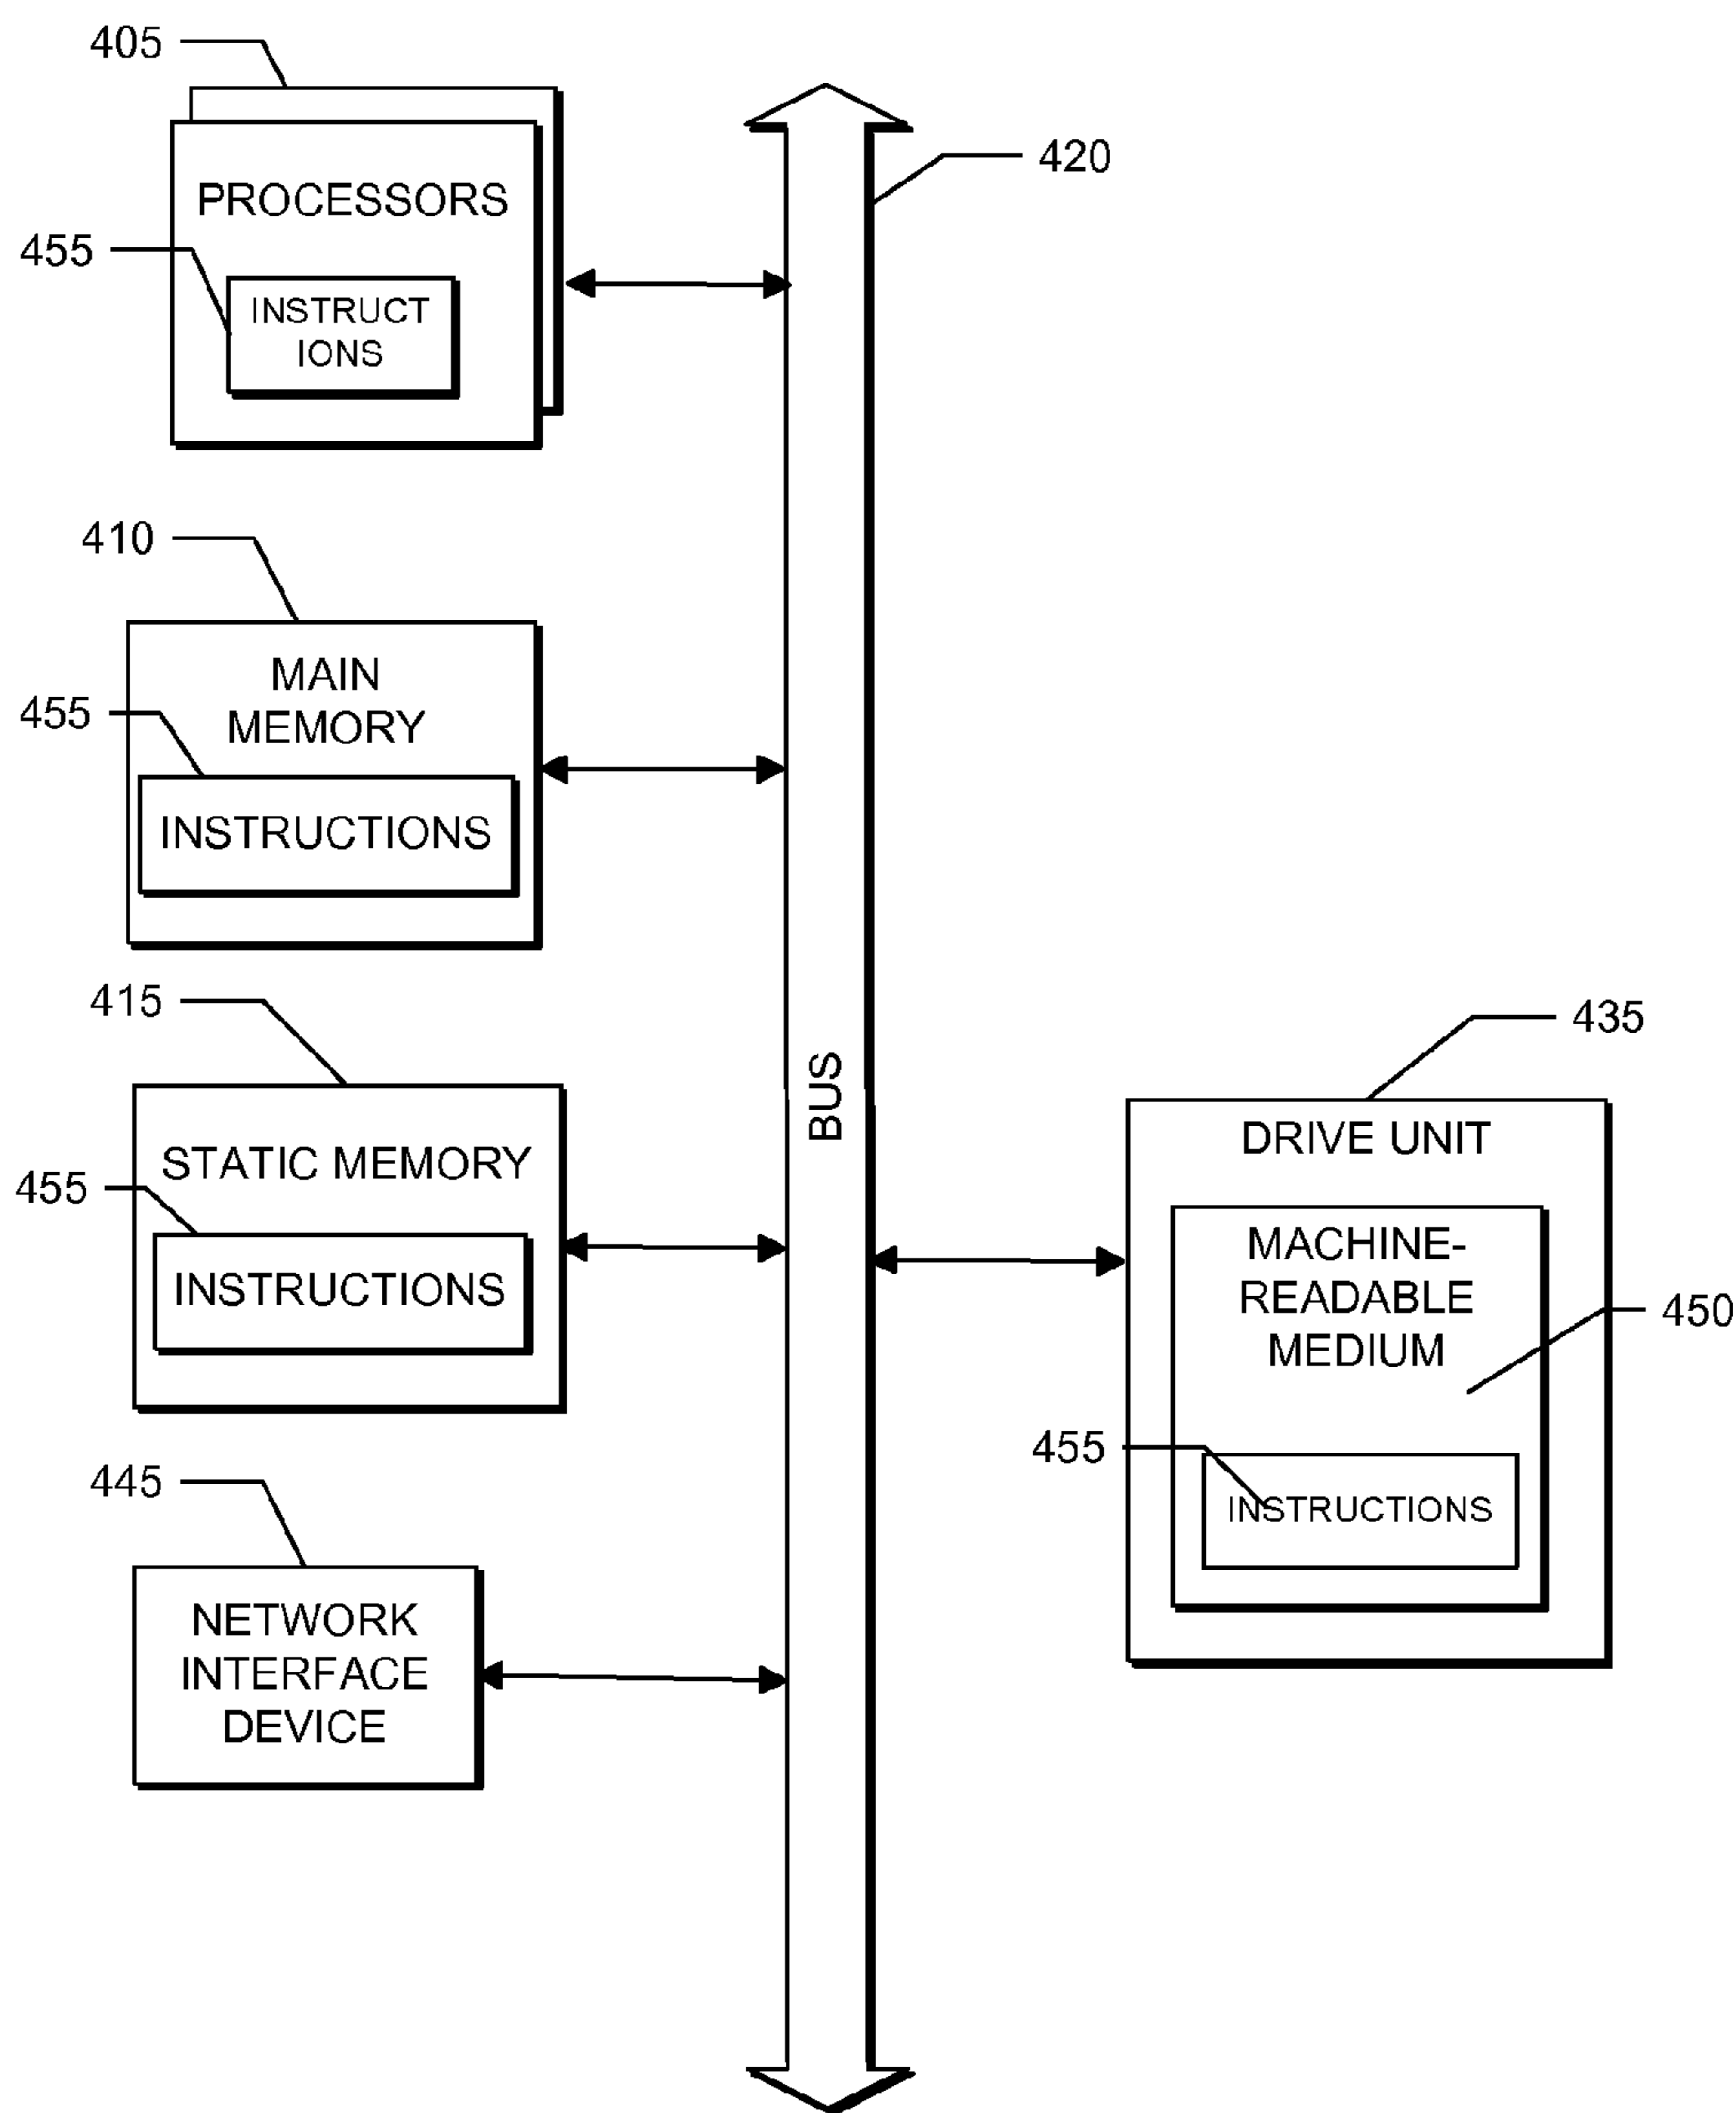 405
PROCESSORS
455
INSTRUCT
IONS
420
410
MAIN
MEMORY
455
INSTRUCTIONS
415
STATIC MEMORY
455
INSTRUCTIONS
445
NETWORK
INTERFACE
DEVICE
BUS
435
DRIVE UNIT
MACHINE-
READABLE
MEDIUM
450
455
INSTRUCTIONS